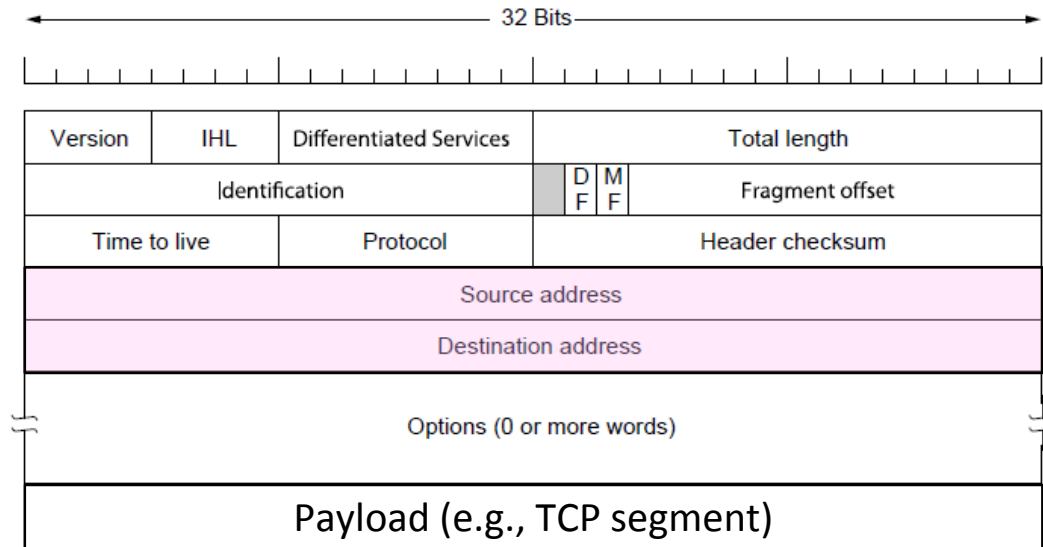 32 Bits
Version IHL Differentiated Services Total length
Identification D F M F Fragment offset
Time to live Protocol Header checksum
Source address
Destination address
Options (0 or more words)
Payload (e.g., TCP segment)